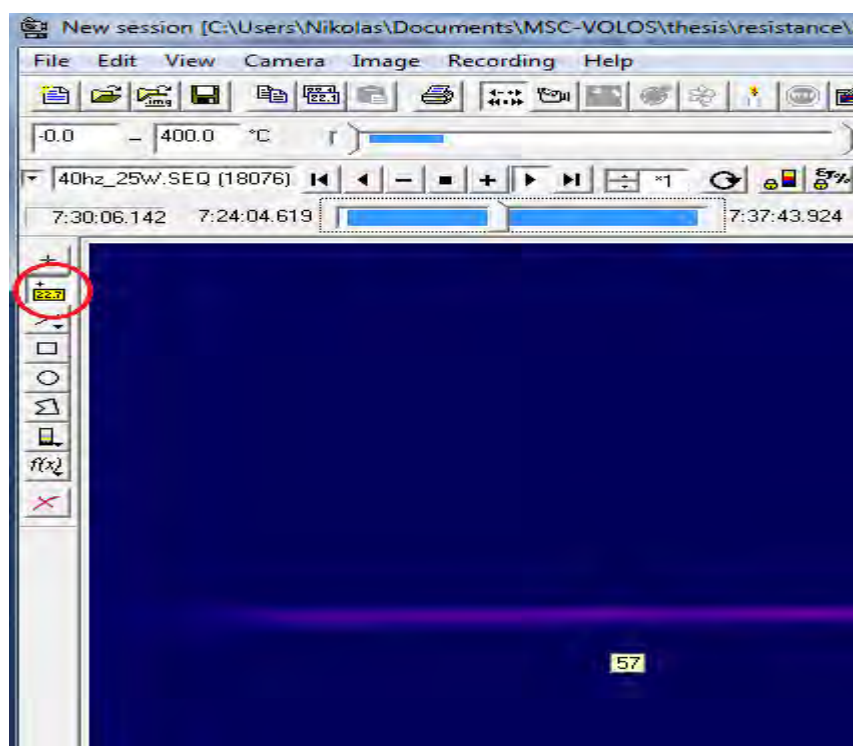 New session [C:\Users\Nikolas\Documents\MSC-VOLOS\thesis\resistance\
File Edit View Camera Image Recording Help
.img 22.1
-0.0 – 400.0 °C
40hz_25W.SEQ (18076) *1
7:30:06.142 7:24:04.619 7:37:43.924
22.7
f(x)
57